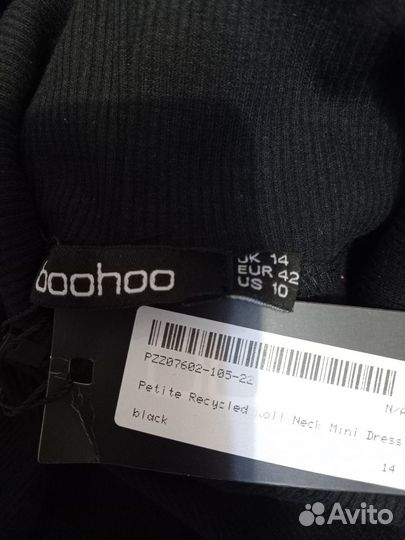 boohoo
UK 14
EUR 42
US 10
PZZ07602-105-22
N/A
Petite Recycled Roll Neck Mini Dress
black
14
Avito